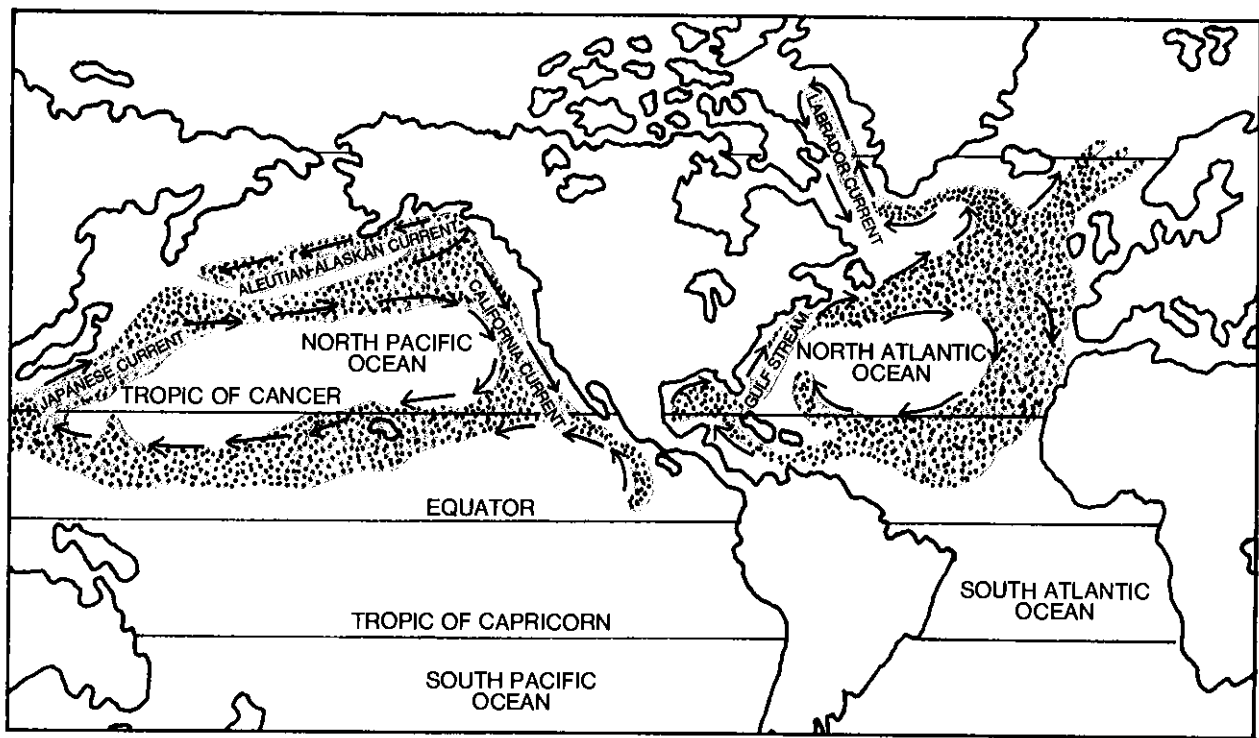 LABRADOR CURRENT
ALEUTIAN-ALASKAN CURRENT
CALIFORNIA CURRENT
JAPANESE CURRENT
GULF STREAM
NORTH PACIFIC
OCEAN
NORTH ATLANTIC
OCEAN
TROPIC OF CANCER
EQUATOR
SOUTH ATLANTIC
OCEAN
TROPIC OF CAPRICORN
SOUTH PACIFIC
OCEAN